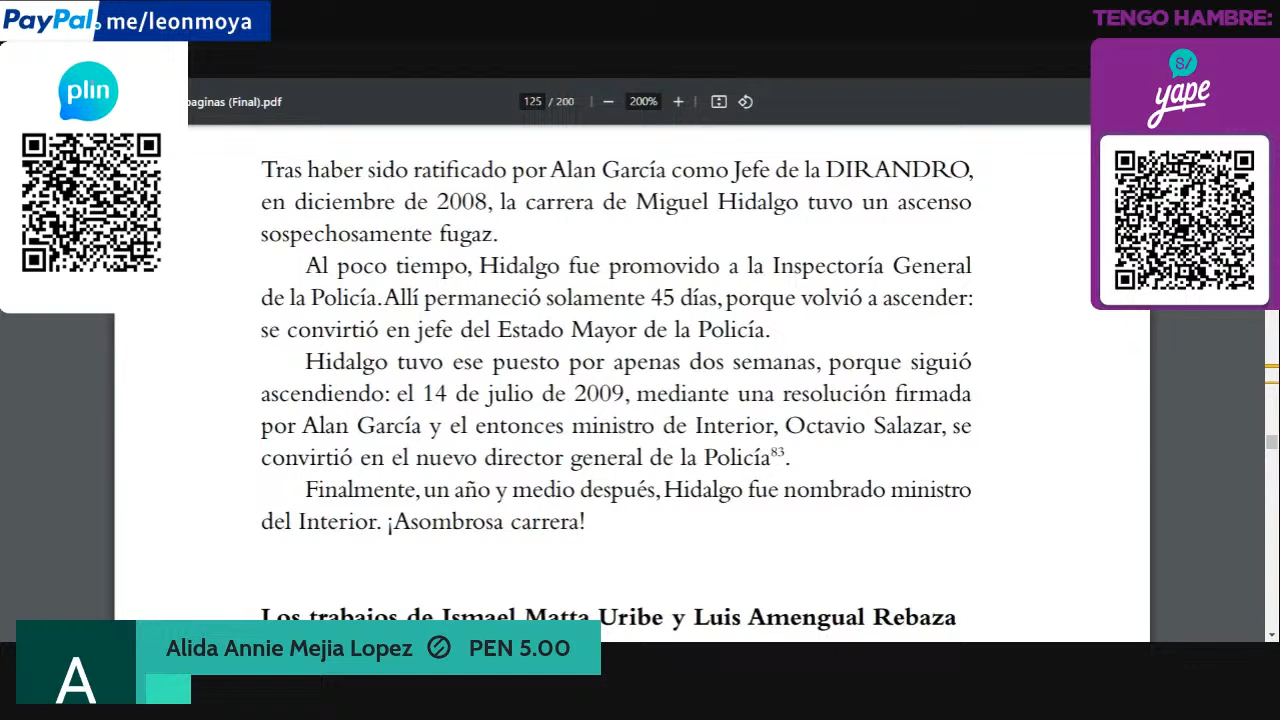 PayPal.me/leonmoya
TENGO HAMBRE:
plin
S/
yape
paginas (Final).pdf
125 / 200
200%
Tras haber sido ratificado por Alan García como Jefe de la DIRANDRO,
en diciembre de 2008, la carrera de Miguel Hidalgo tuvo un ascenso
sospechosamente fugaz.
Al poco tiempo, Hidalgo fue promovido a la Inspectoría General
de la Policía. Allí permaneció solamente 45 días, porque volvió a ascender:
se convirtió en jefe del Estado Mayor de la Policía.
Hidalgo tuvo ese puesto por apenas dos semanas, porque siguió
ascendiendo: el 14 de julio de 2009, mediante una resolución firmada
por Alan García y el entonces ministro de Interior, Octavio Salazar, se
convirtió en el nuevo director general de la Policía83.
Finalmente, un año y medio después, Hidalgo fue nombrado ministro
del Interior. ¡Asombrosa carrera!
Los trabajos de Ismael Matta Uribe y Luis Amengual Rebaza
A
Alida Annie Mejia Lopez PEN 5.00